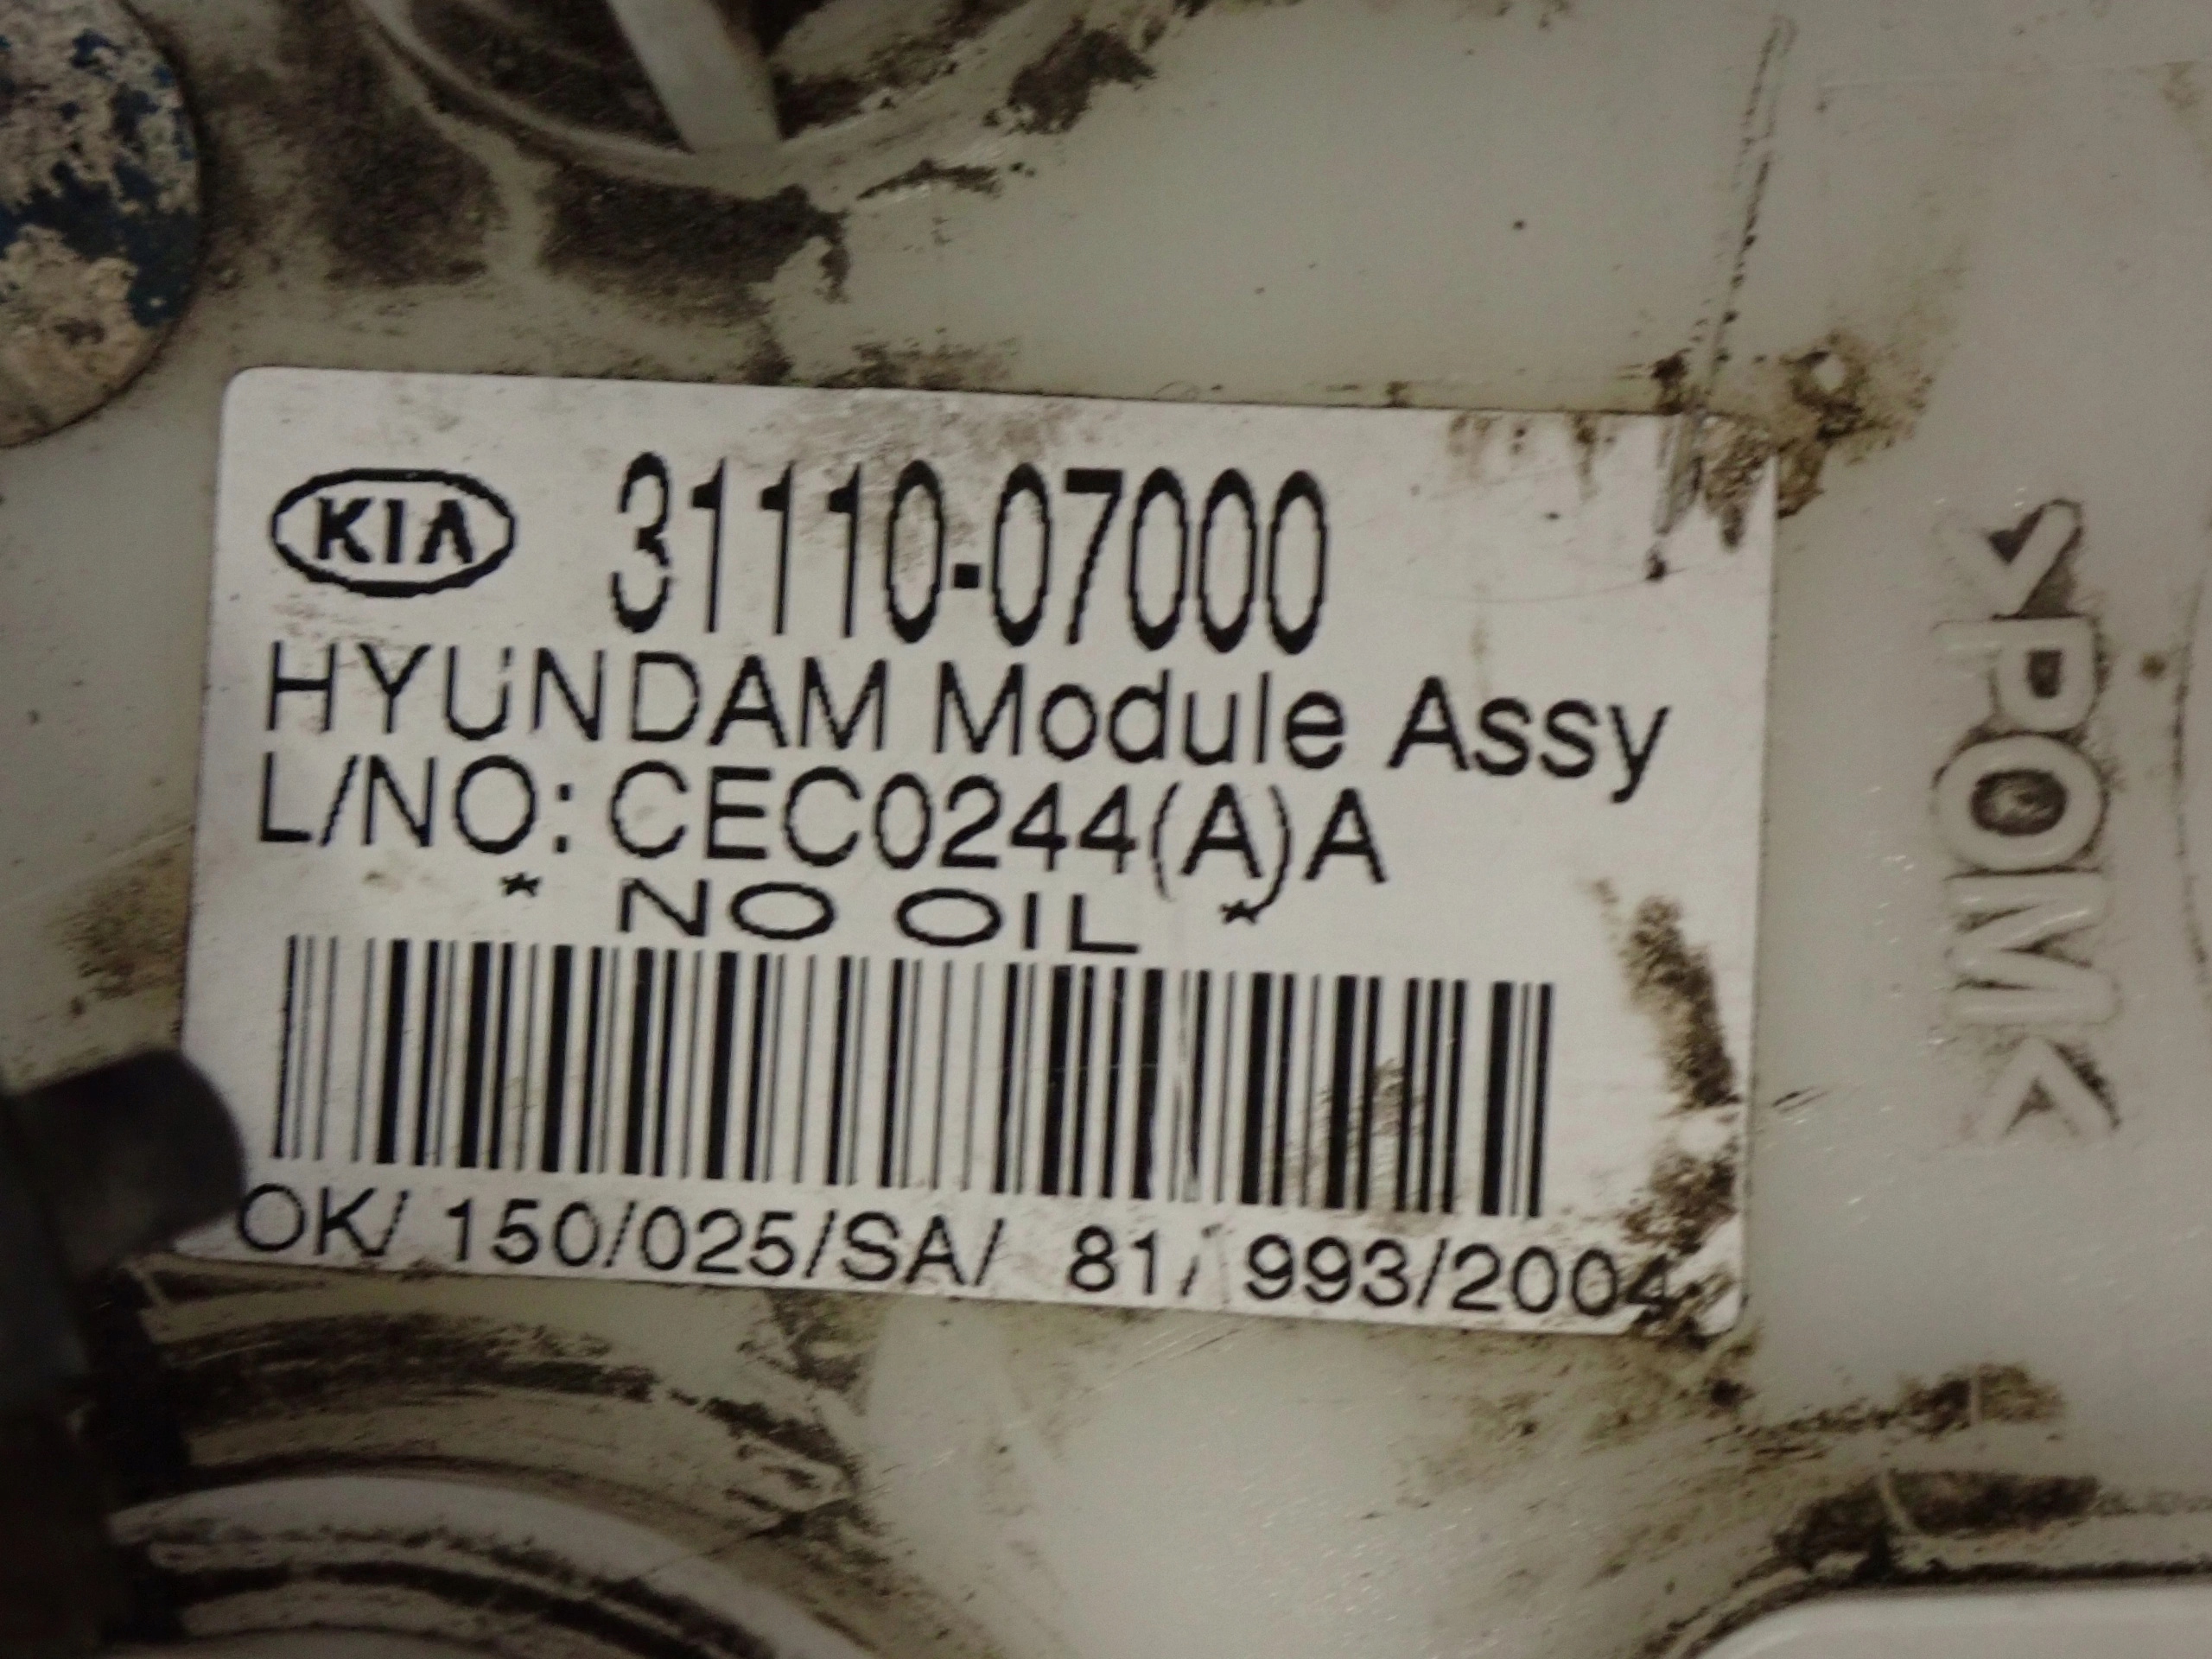 KIA 31110-07000
HYUNDAM Module Assy
L/NO: CEC0244(A)A
* NO OIL *
OK/ 150/025/SA/ 81/ 993/2004
>POM<